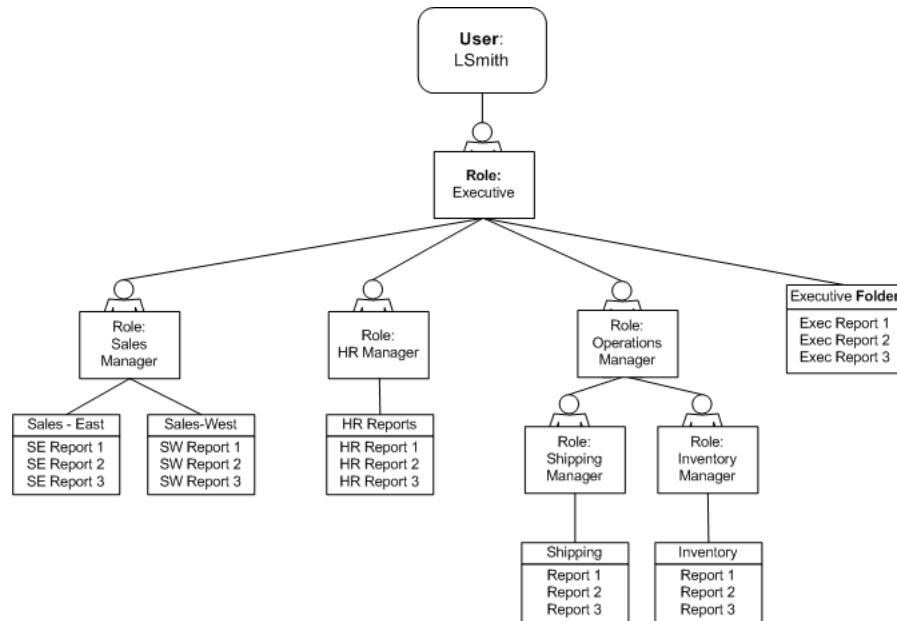 User:
LSmith
Role:
Executive
Role:
Sales
Manager
Role:
HR Manager
Role:
Operations
Manager
Executive Folder
Exec Report 1
Exec Report 2
Exec Report 3
Sales - East
SE Report 1
SE Report 2
SE Report 3
Sales-West
SW Report 1
SW Report 2
SW Report 3
HR Reports
HR Report 1
HR Report 2
HR Report 3
Role:
Shipping
Manager
Role:
Inventory
Manager
Shipping
Report 1
Report 2
Report 3
Inventory
Report 1
Report 2
Report 3